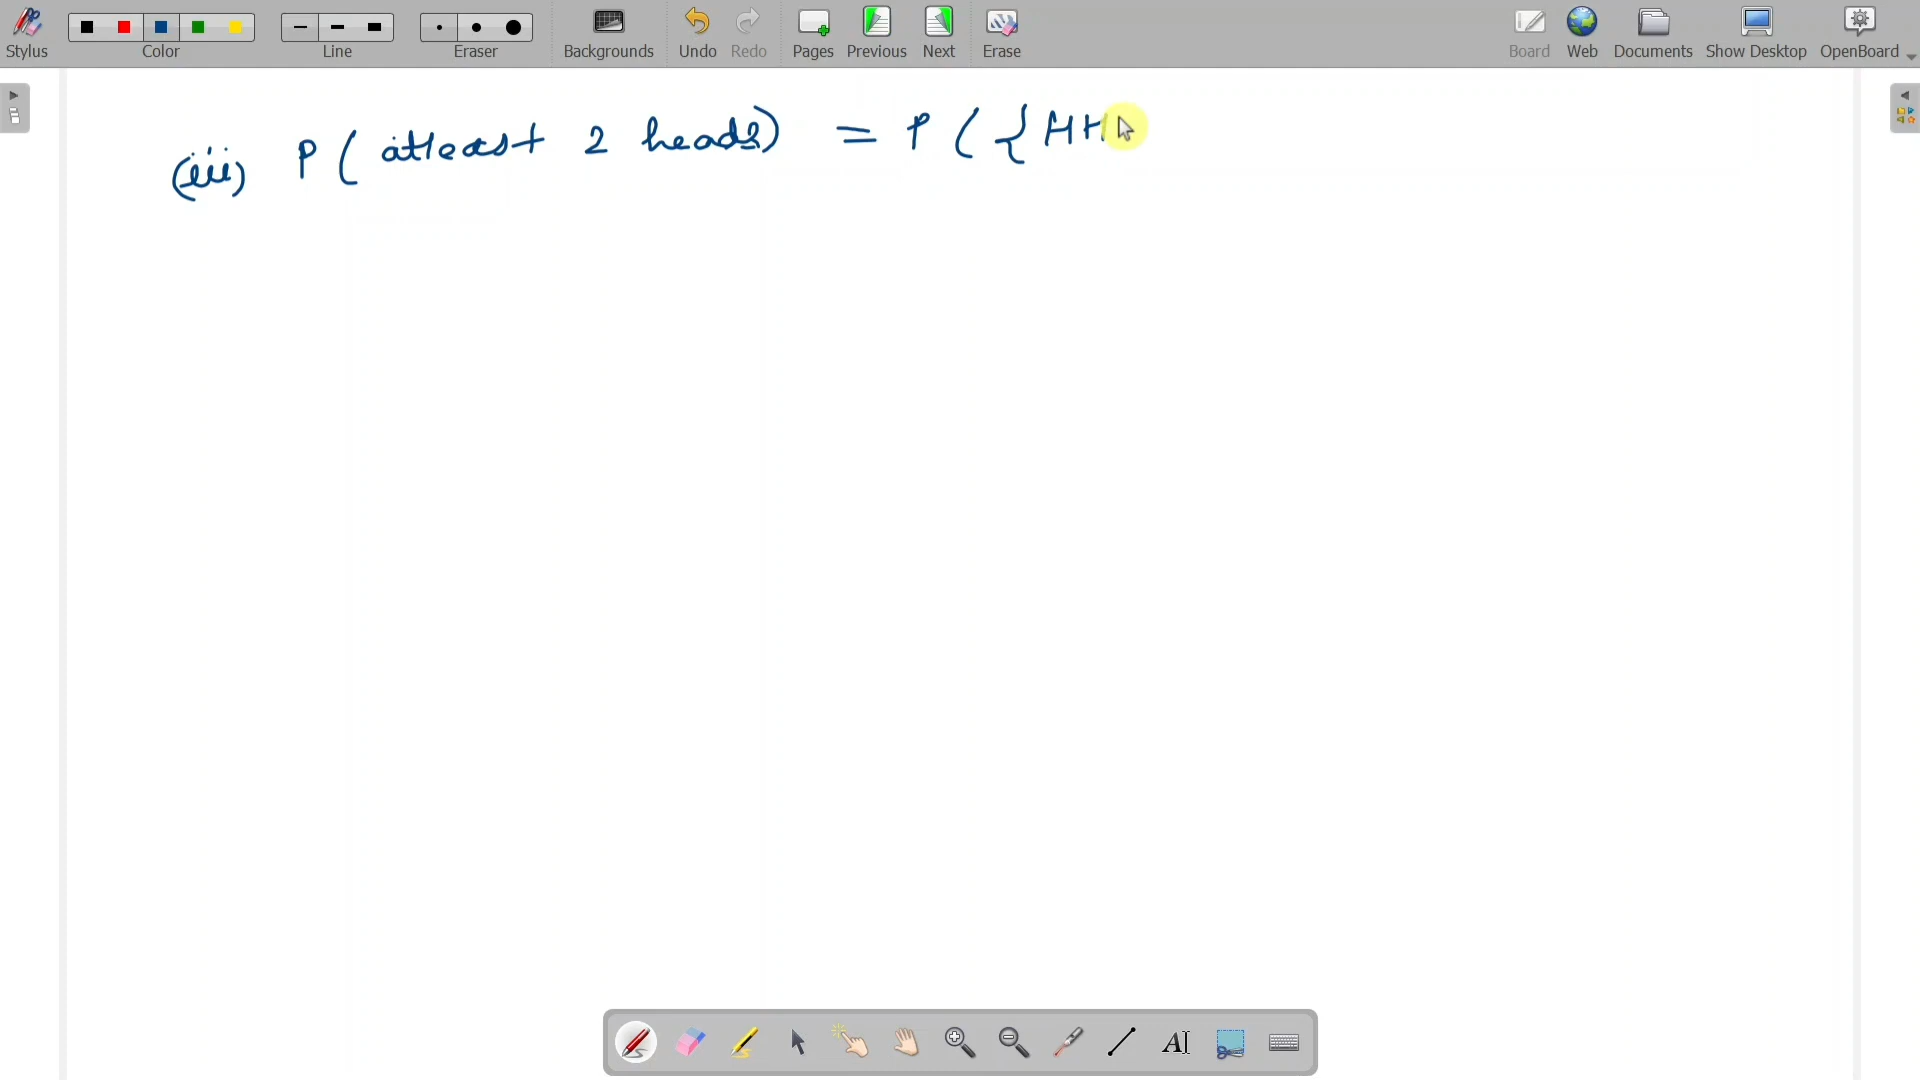 Stylus Color Line Eraser Backgrounds Undo Redo Pages Previous Next Erase Board Web Documents Show Desktop OpenBoard
(iii) P ( atleast 2 heads) = P ( { HH
AI